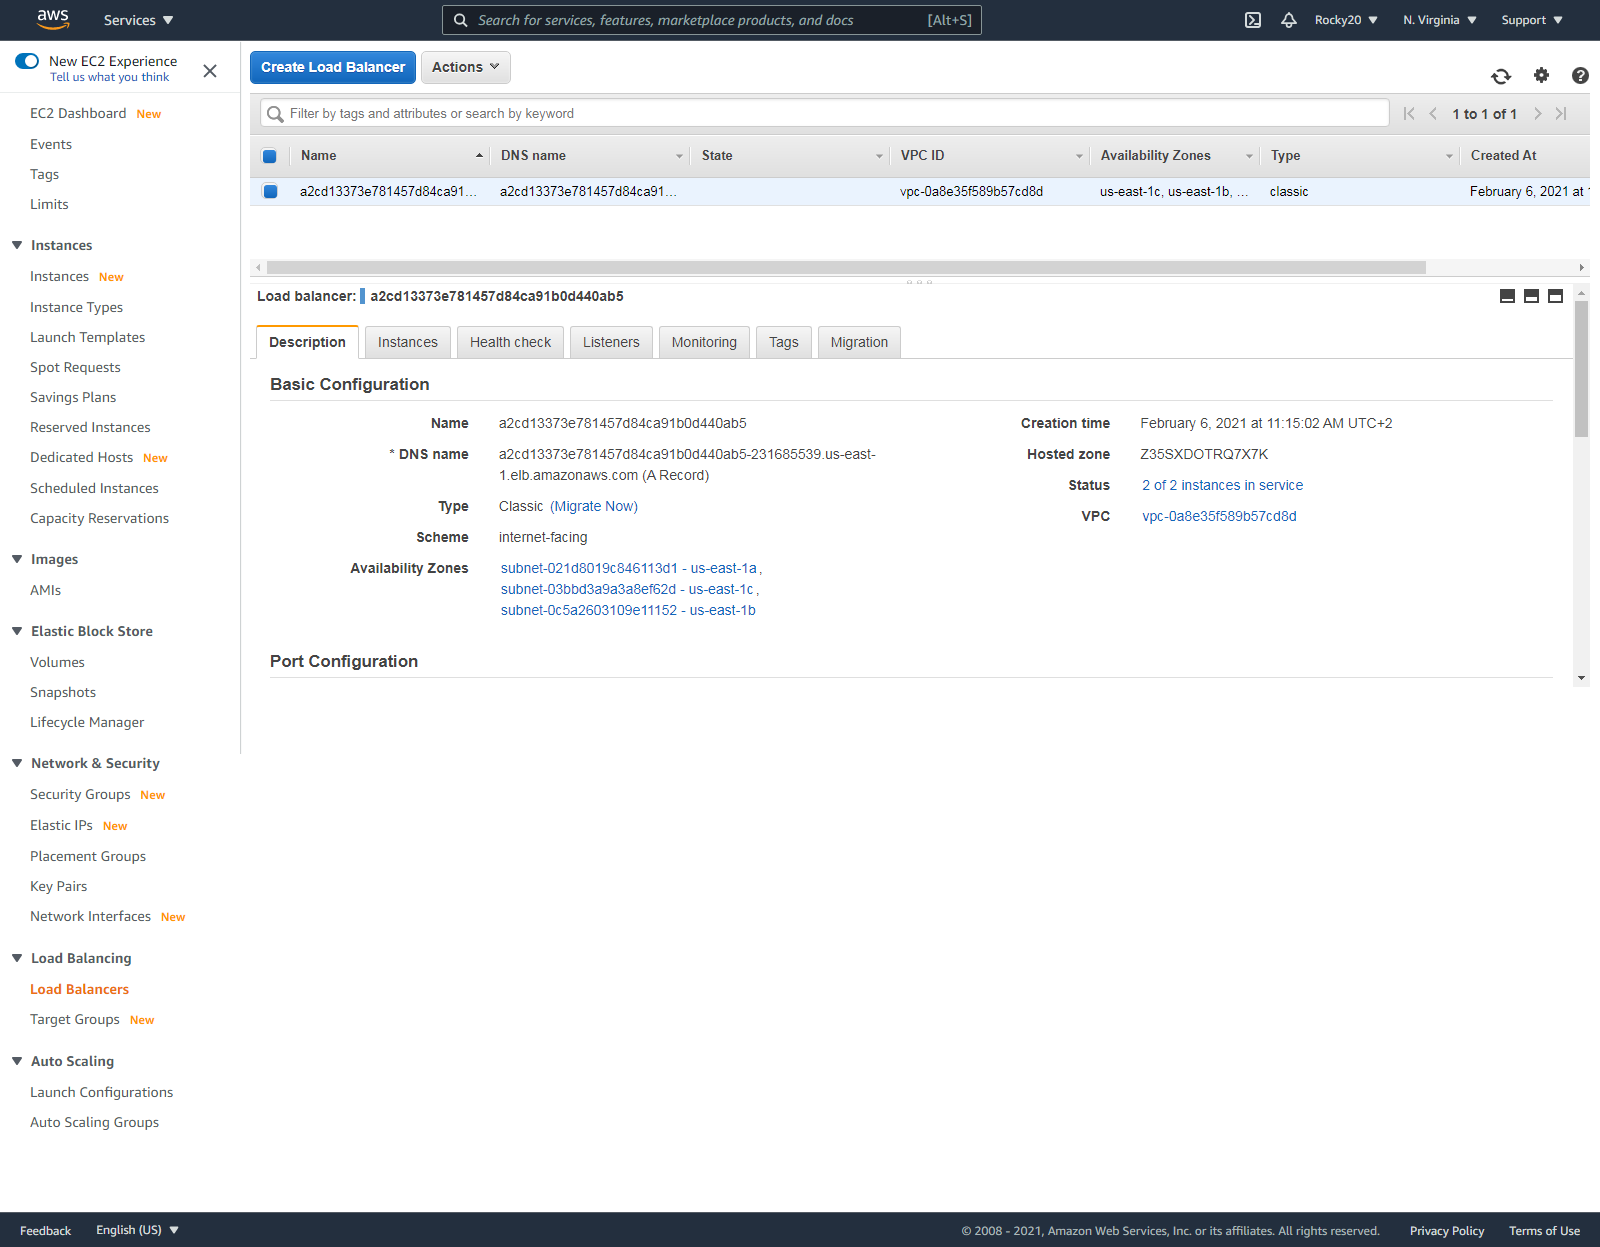 aws
Services
Search for services, features, marketplace products, and docs [Alt+S]
Rocky20
N. Virginia
Support
New EC2 Experience
Tell us what you think
EC2 Dashboard New
Events
Tags
Limits
Instances
Instances New
Instance Types
Launch Templates
Spot Requests
Savings Plans
Reserved Instances
Dedicated Hosts New
Scheduled Instances
Capacity Reservations
Images
AMIs
Elastic Block Store
Volumes
Snapshots
Lifecycle Manager
Network & Security
Security Groups New
Elastic IPs New
Placement Groups
Key Pairs
Network Interfaces New
Load Balancing
Load Balancers
Target Groups New
Auto Scaling
Launch Configurations
Auto Scaling Groups
Create Load Balancer
Actions
Filter by tags and attributes or search by keyword
1 to 1 of 1
Name DNS name State VPC ID Availability Zones Type Created At
a2cd13373e781457d84ca91... a2cd13373e781457d84ca91... vpc-0a8e35f589b57cd8d us-east-1c, us-east-1b, ... classic February 6, 2021 at
Load balancer: a2cd13373e781457d84ca91b0d440ab5
Description Instances Health check Listeners Monitoring Tags Migration
Basic Configuration
Name a2cd13373e781457d84ca91b0d440ab5
* DNS name a2cd13373e781457d84ca91b0d440ab5-231685539.us-east-
1.elb.amazonaws.com (A Record)
Type Classic (Migrate Now)
Scheme internet-facing
Availability Zones subnet-021d8019c846113d1 - us-east-1a,
subnet-03bbd3a9a3a8ef62d - us-east-1c,
subnet-0c5a2603109e11152 - us-east-1b
Creation time February 6, 2021 at 11:15:02 AM UTC+2
Hosted zone Z35SXDOTRQ7X7K
Status 2 of 2 instances in service
VPC vpc-0a8e35f589b57cd8d
Port Configuration
Feedback
English (US)
© 2008 - 2021, Amazon Web Services, Inc. or its affiliates. All rights reserved.
Privacy Policy
Terms of Use